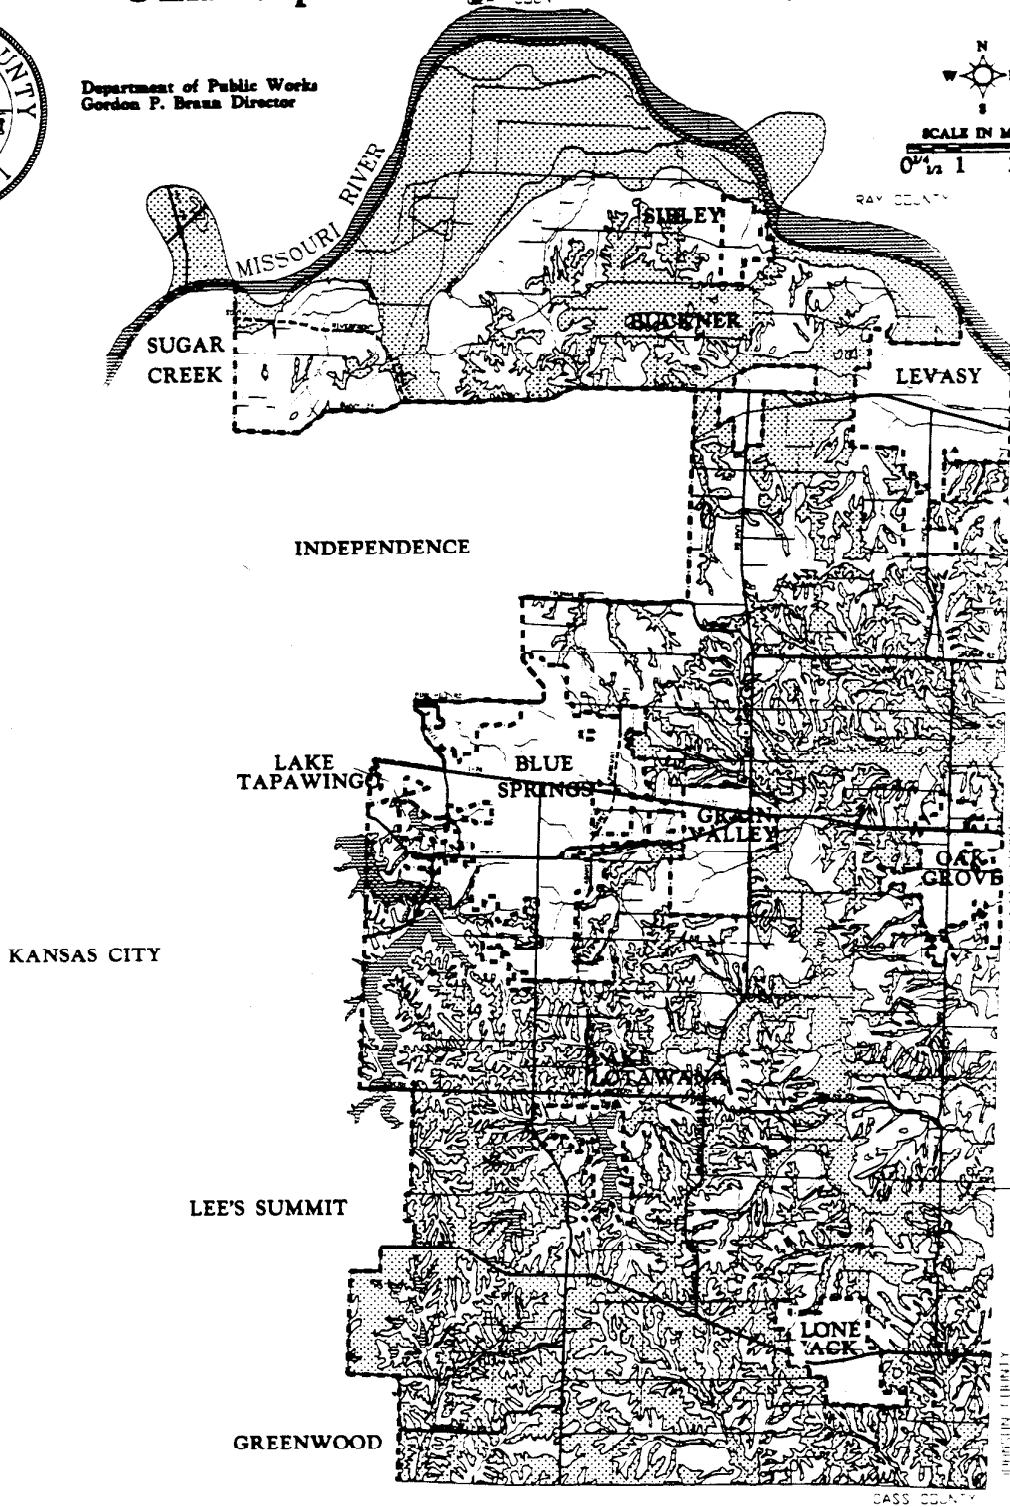 UNTY
Department of Public Works
Gordon P. Braun Director
N
W
S
SCALE IN M
0 1/4 1/2 1
RAY COUNTY
MISSOURI RIVER
SIBLEY
BUCKNER
SUGAR
CREEK
LEVASY
INDEPENDENCE
LAKE
TAPAWINGO
BLUE
SPRINGS
GRAIN
VALLEY
OAK
GROVE
KANSAS CITY
LAKE
LOTAWANA
LEE'S SUMMIT
LONE
JACK
GREENWOOD
CASS COUNTY